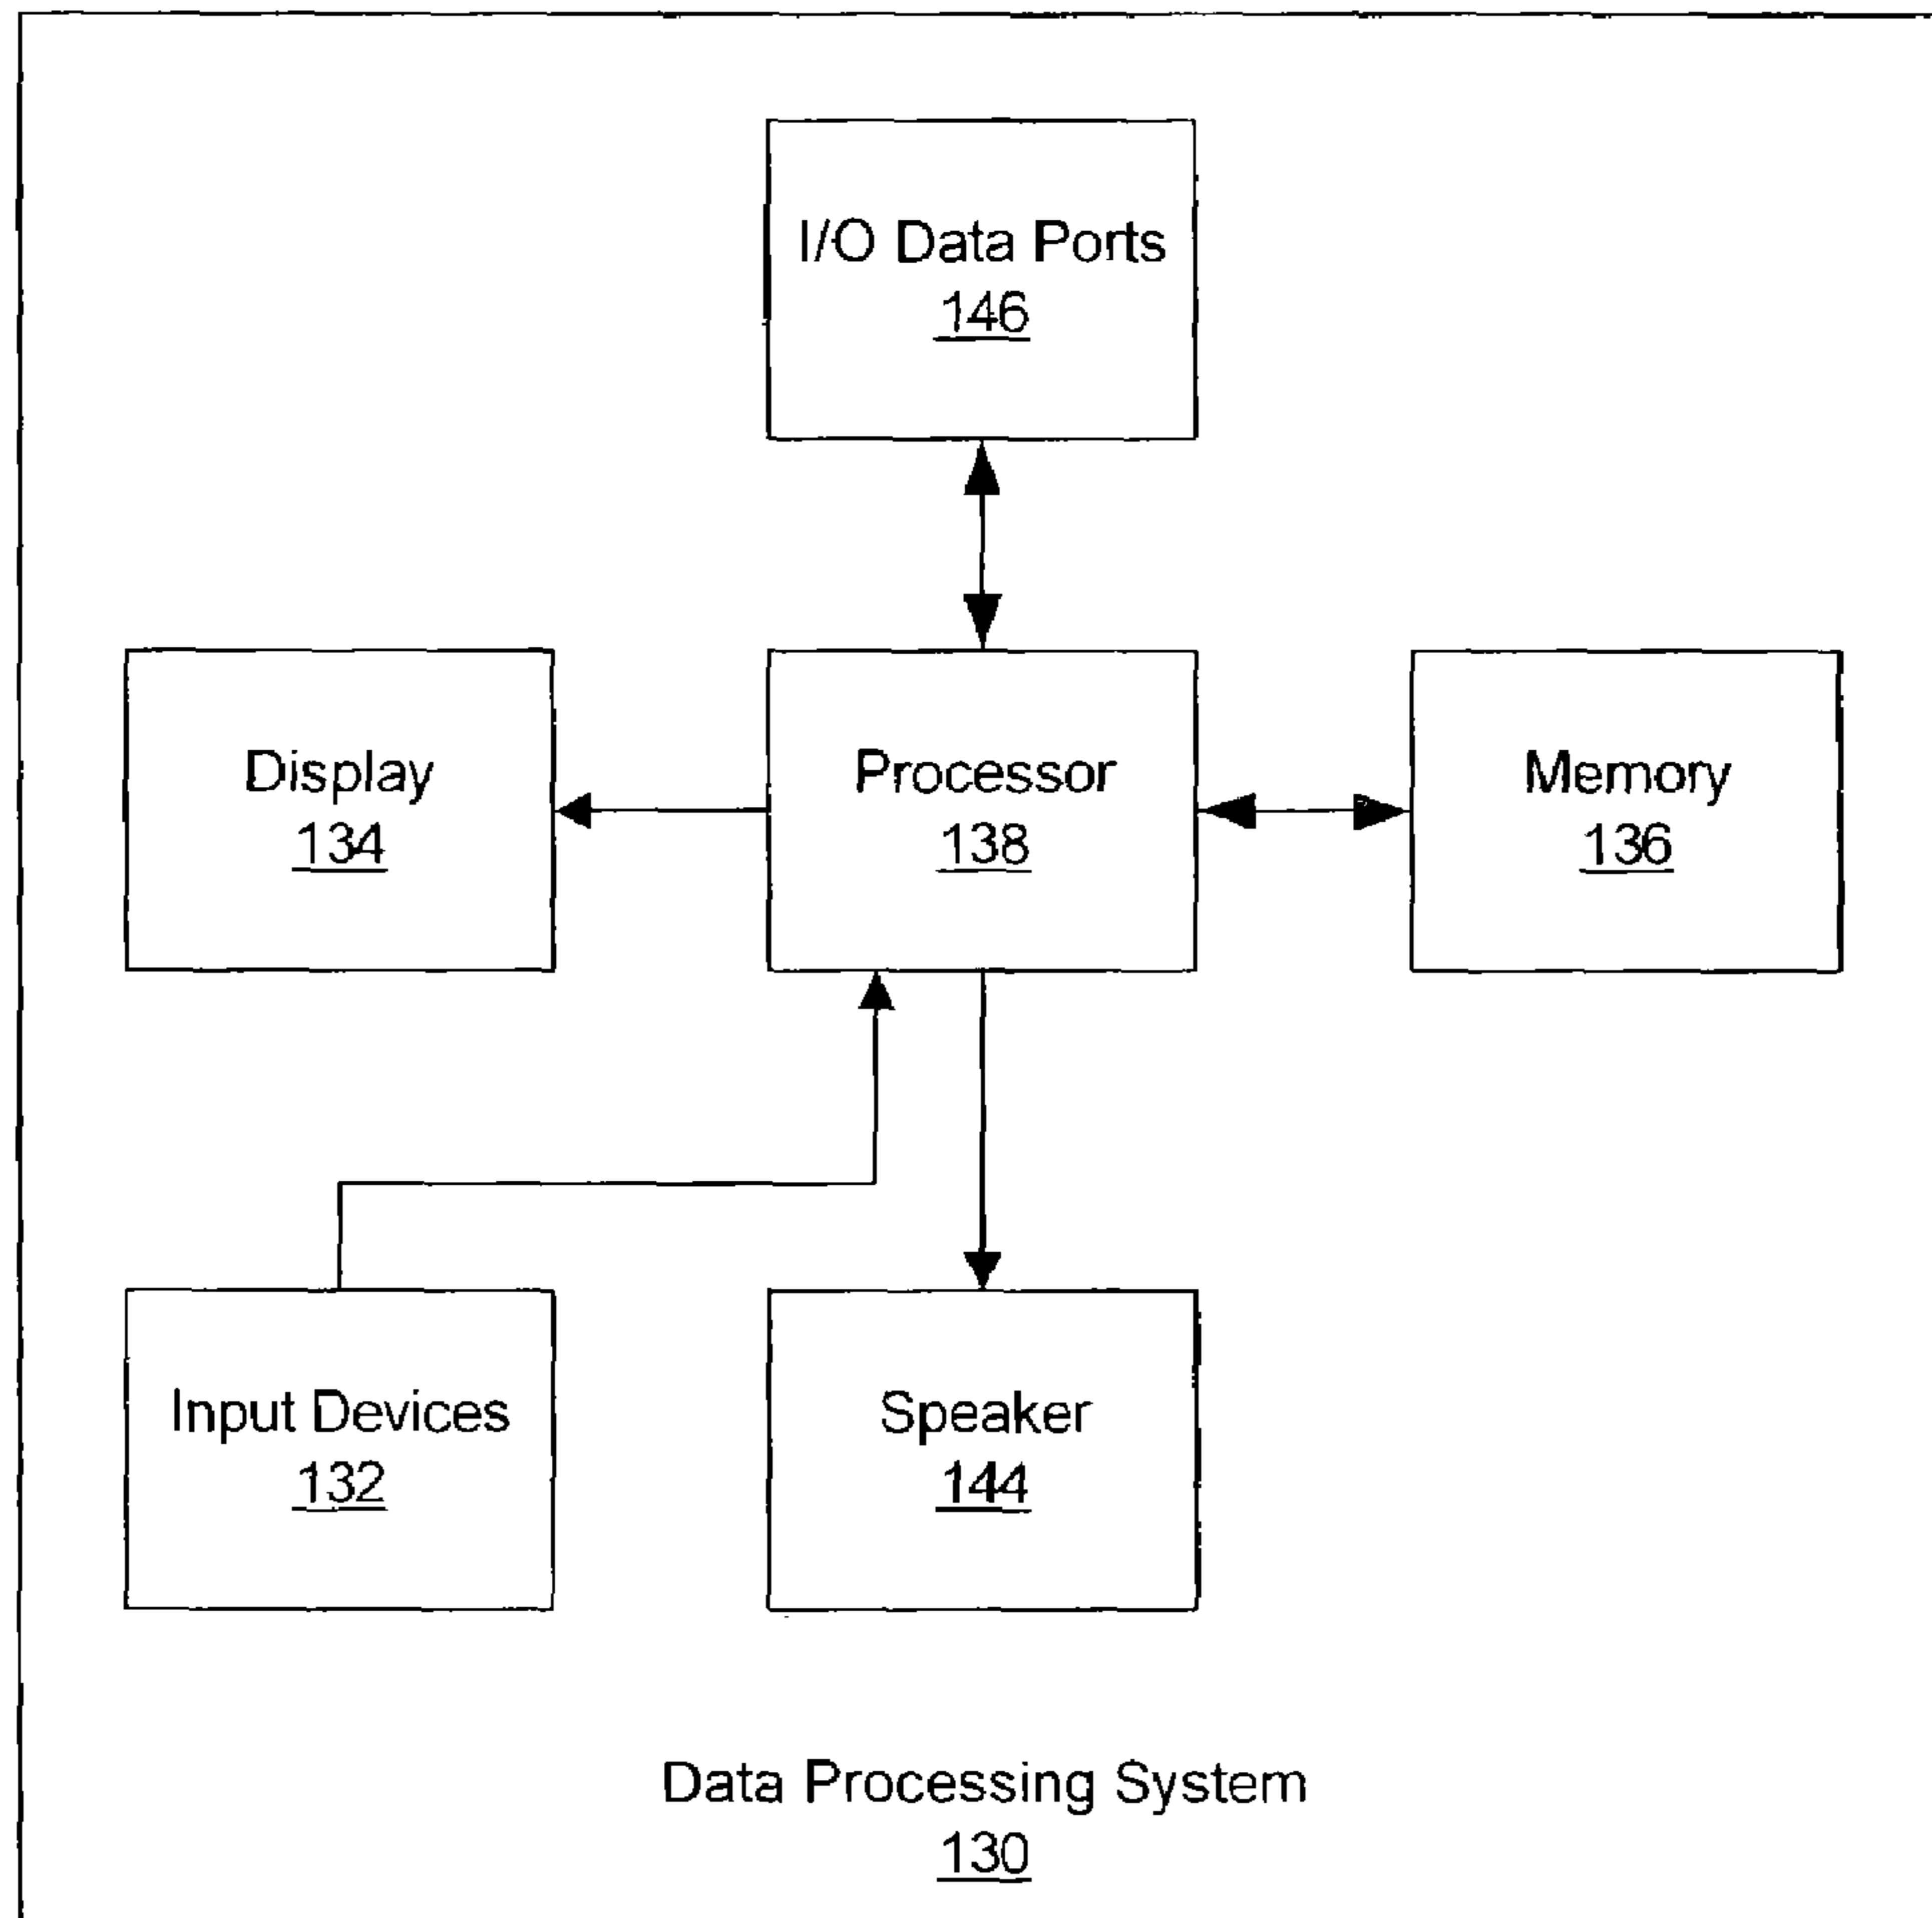 I/O Data Ports
146
Display
134
Processor
138
Memory
136
Input Devices
132
Speaker
144
Data Processing System
130